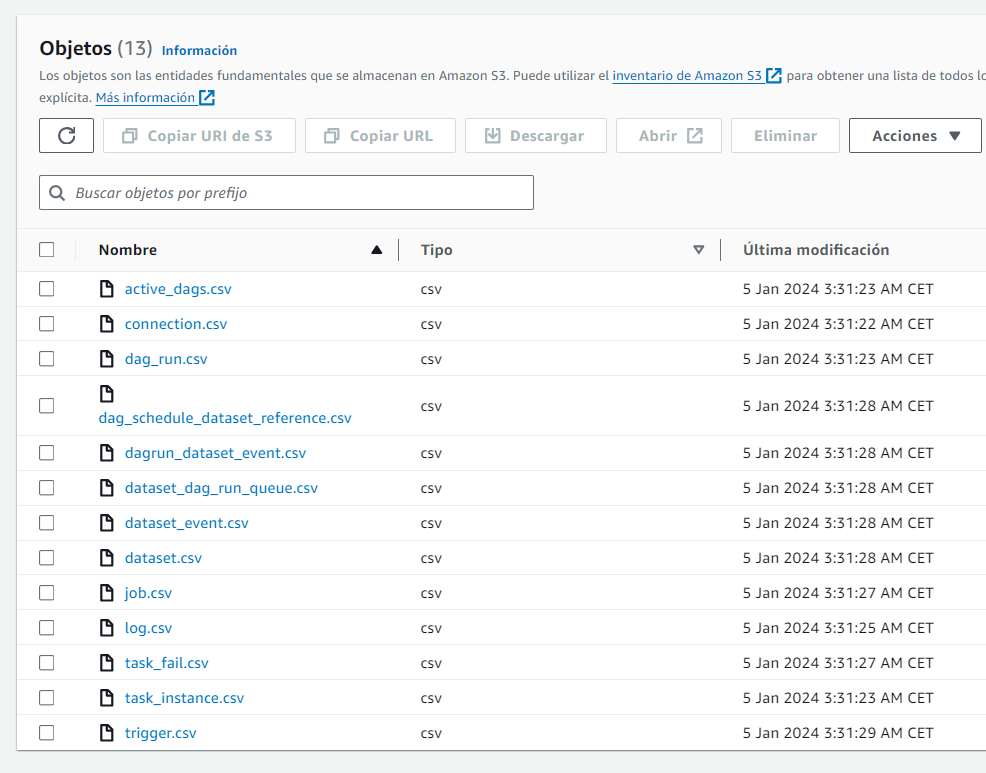 Objetos (13) Información
Los objetos son las entidades fundamentales que se almacenan en Amazon S3. Puede utilizar el inventario de Amazon S3 para obtener una lista de todos lo
explícita. Más información
Copiar URI de S3 Copiar URL Descargar Abrir Eliminar Acciones
Buscar objetos por prefijo
Nombre Tipo Última modificación
active_dags.csv csv 5 Jan 2024 3:31:23 AM CET
connection.csv csv 5 Jan 2024 3:31:22 AM CET
dag_run.csv csv 5 Jan 2024 3:31:23 AM CET
dag_schedule_dataset_reference.csv csv 5 Jan 2024 3:31:28 AM CET
dagrun_dataset_event.csv csv 5 Jan 2024 3:31:28 AM CET
dataset_dag_run_queue.csv csv 5 Jan 2024 3:31:28 AM CET
dataset_event.csv csv 5 Jan 2024 3:31:28 AM CET
dataset.csv csv 5 Jan 2024 3:31:28 AM CET
job.csv csv 5 Jan 2024 3:31:27 AM CET
log.csv csv 5 Jan 2024 3:31:25 AM CET
task_fail.csv csv 5 Jan 2024 3:31:27 AM CET
task_instance.csv csv 5 Jan 2024 3:31:23 AM CET
trigger.csv csv 5 Jan 2024 3:31:29 AM CET